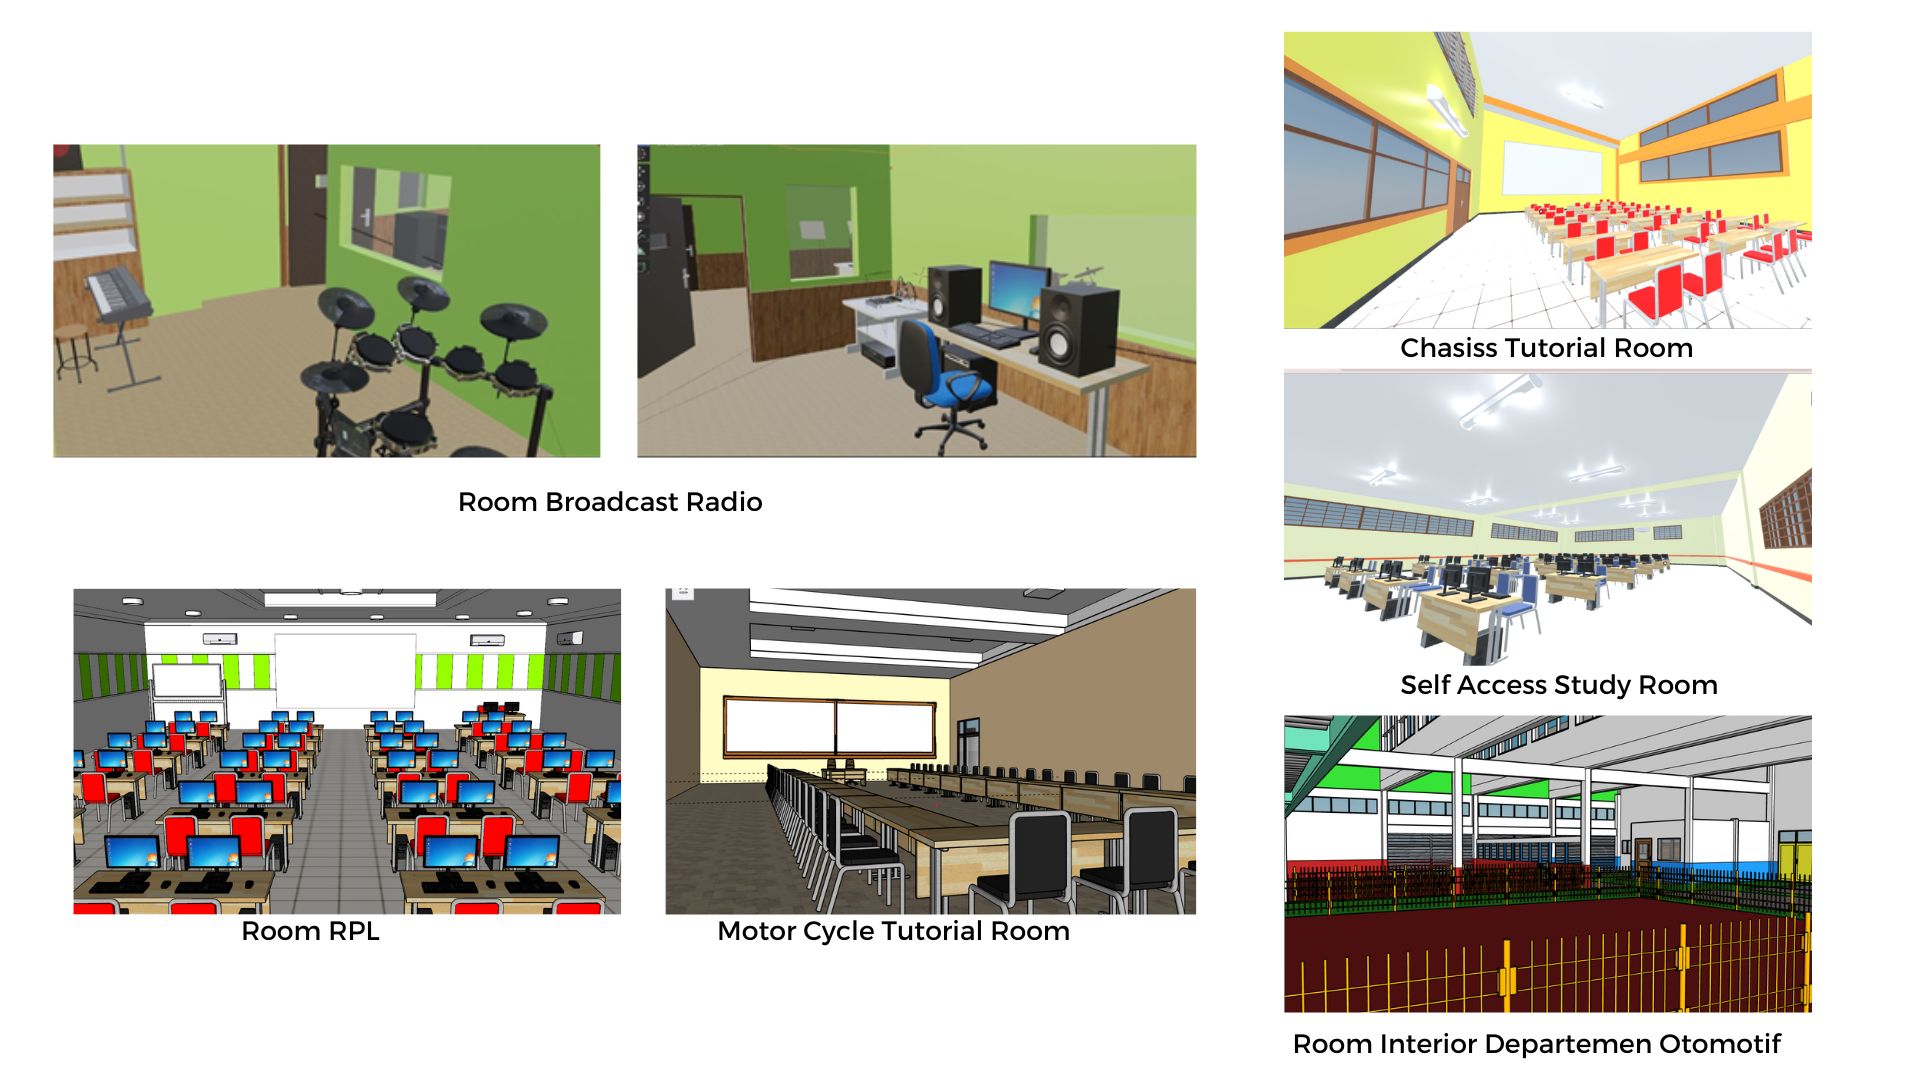 Room Broadcast Radio
Room RPL
Motor Cycle Tutorial Room
Chasiss Tutorial Room
Self Access Study Room
Room Interior Departemen Otomotif